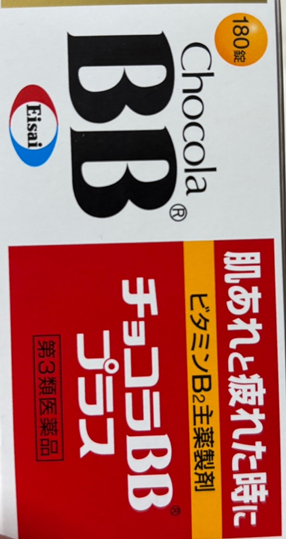 180錠
Chocola
BB®
Eisai
肌あれと疲れた時に
ビタミンB₂主薬製剤
チョコラBB®
プラス
第3類医薬品